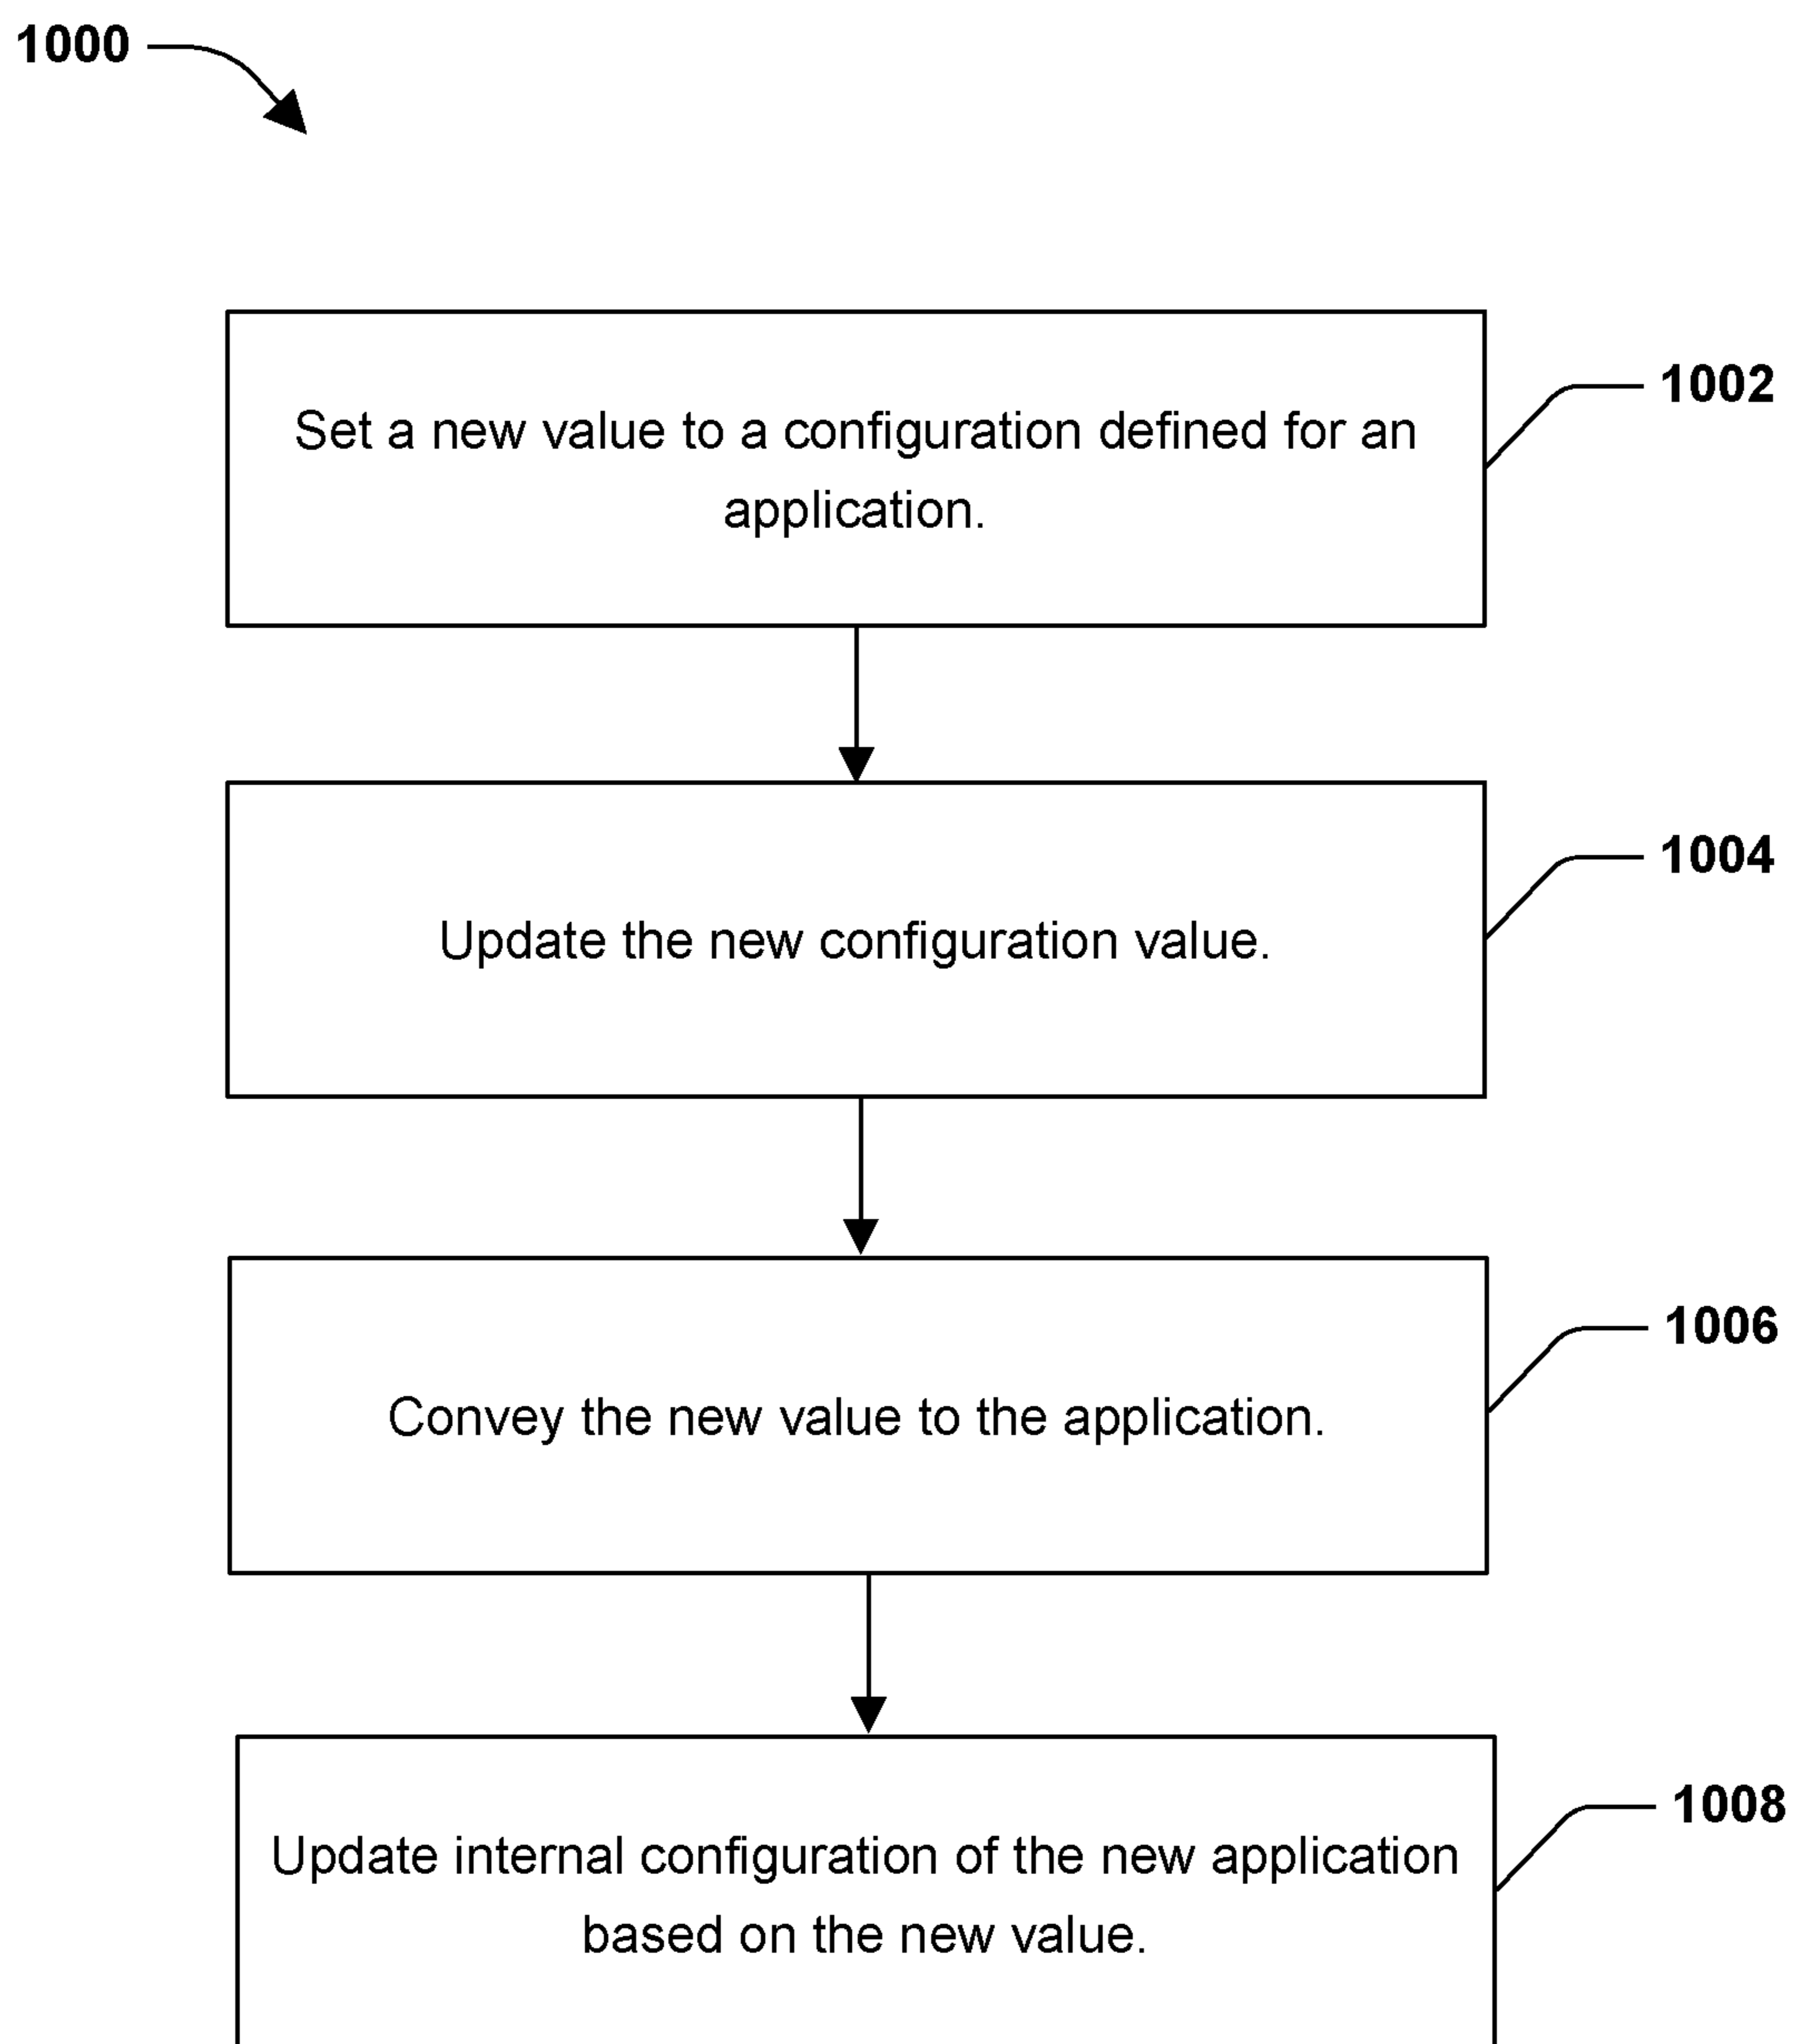 1000
Set a new value to a configuration defined for an
application.
1002
Update the new configuration value.
1004
Convey the new value to the application.
1006
Update internal configuration of the new application
based on the new value.
1008